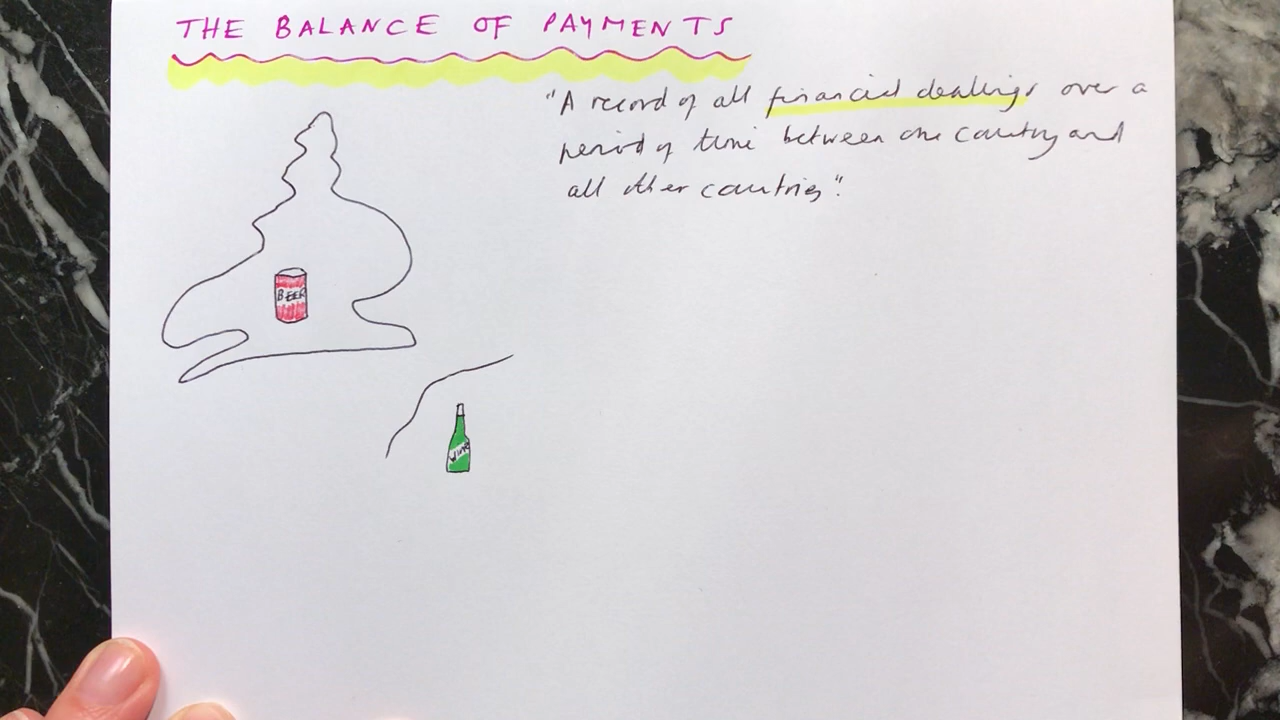 THE BALANCE OF PAYMENTS
"A record of all financial dealings over a
period of time between one country and
all other countries".
BEER
WINE